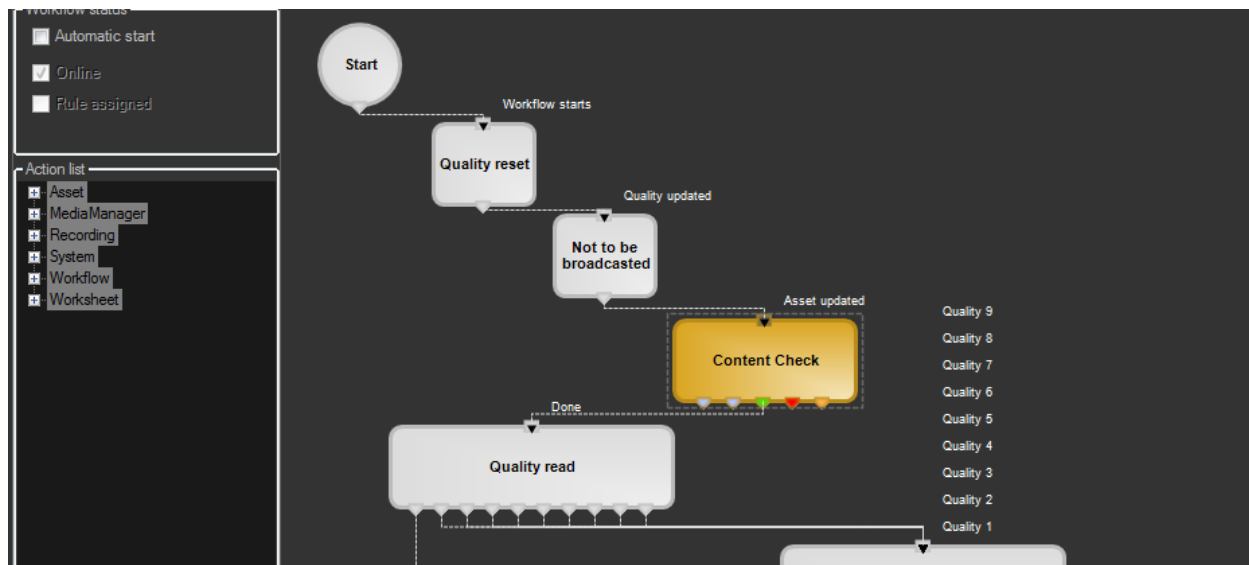 Workflow status
Automatic start
Online
Rule assigned
Action list
Asset
MediaManager
Recording
System
Workflow
Worksheet
Start
Workflow starts
Quality reset
Quality updated
Not to be
broadcasted
Asset updated
Content Check
Done
Quality read
Quality 9
Quality 8
Quality 7
Quality 6
Quality 5
Quality 4
Quality 3
Quality 2
Quality 1